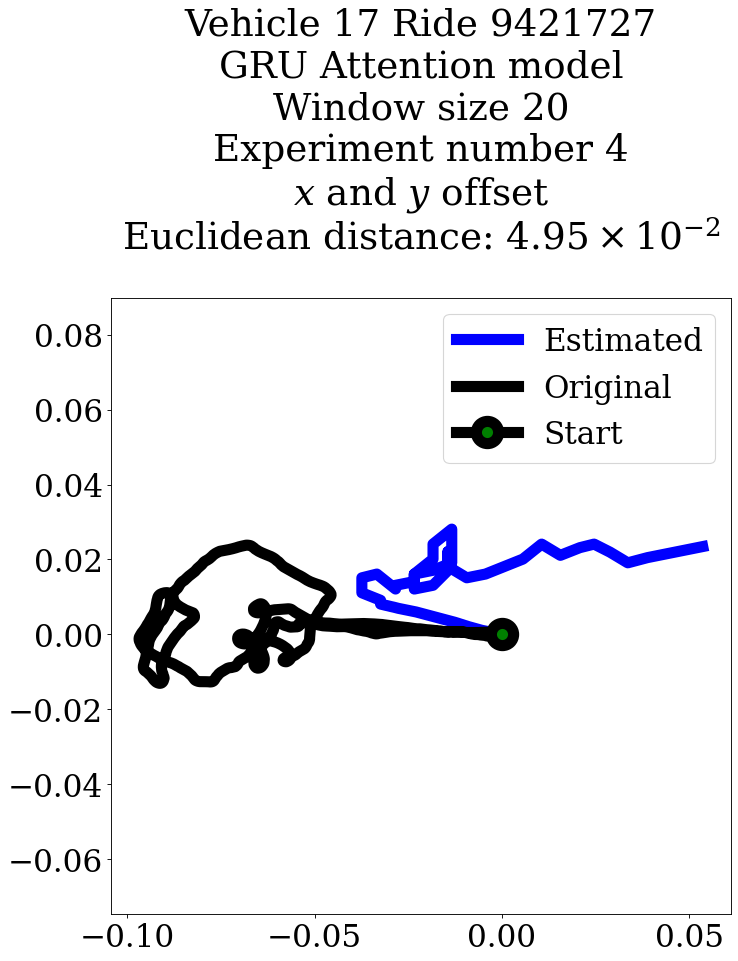 Vehicle 17 Ride 9421727
GRU Attention model
Window size 20
Experiment number 4
x and y offset
Euclidean distance: 4.95 × 10⁻²
Estimated
Original
Start
0.08
0.06
0.04
0.02
0.00
−0.02
−0.04
−0.06
−0.10
−0.05
0.00
0.05